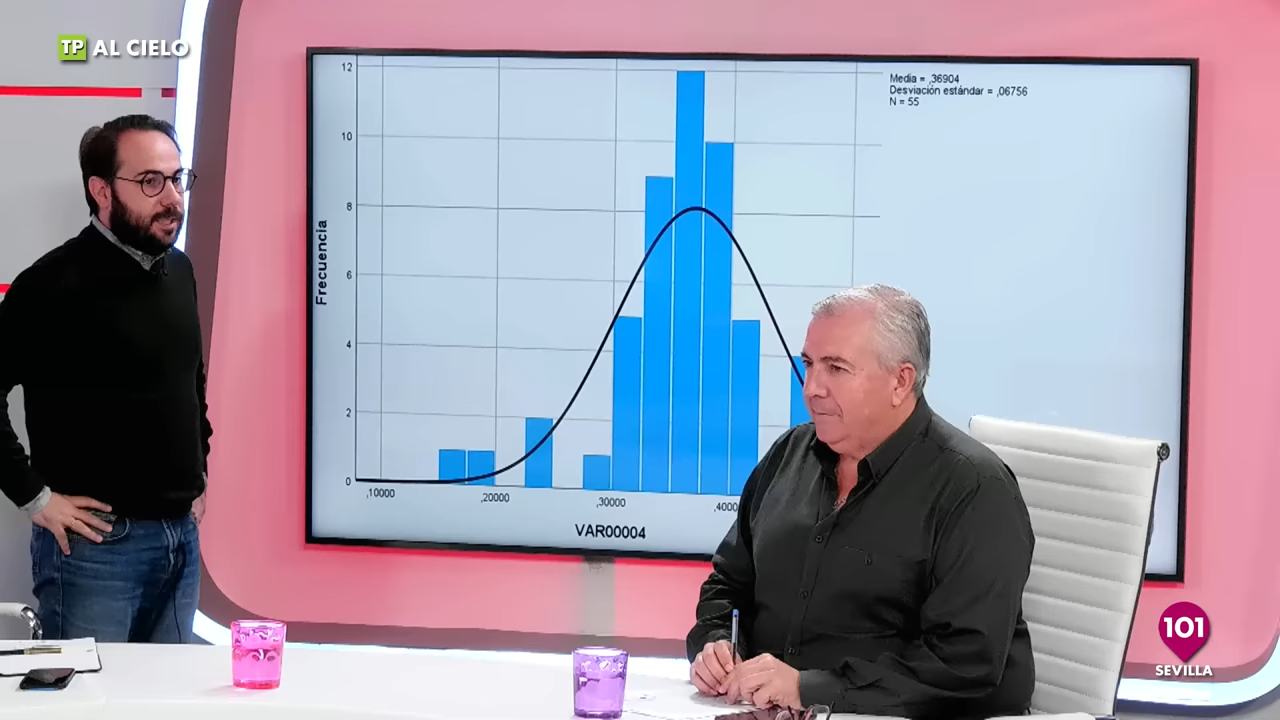 TP AL CIELO
12
10
8
6
4
2
0
Frecuencia
Media = ,36904
Desviación estándar = ,06756
N = 55
,10000
,20000
,30000
,4000
VAR00004
101
SEVILLA